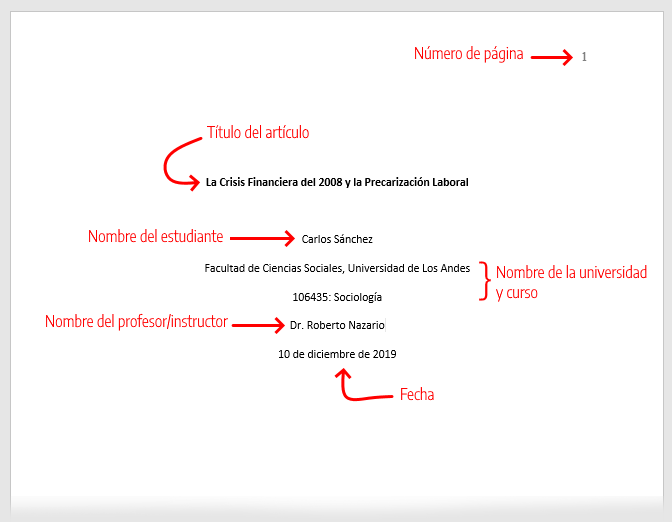 Número de página
1
Título del artículo
La Crisis Financiera del 2008 y la Precarización Laboral
Nombre del estudiante
Carlos Sánchez
Facultad de Ciencias Sociales, Universidad de Los Andes
Nombre de la universidad
y curso
106435: Sociología
Nombre del profesor/instructor
Dr. Roberto Nazario
10 de diciembre de 2019
Fecha